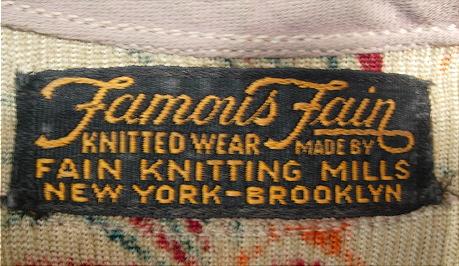 Famous Fain
KNITTED WEAR MADE BY
FAIN KNITTING MILLS
NEW YORK-BROOKLYN